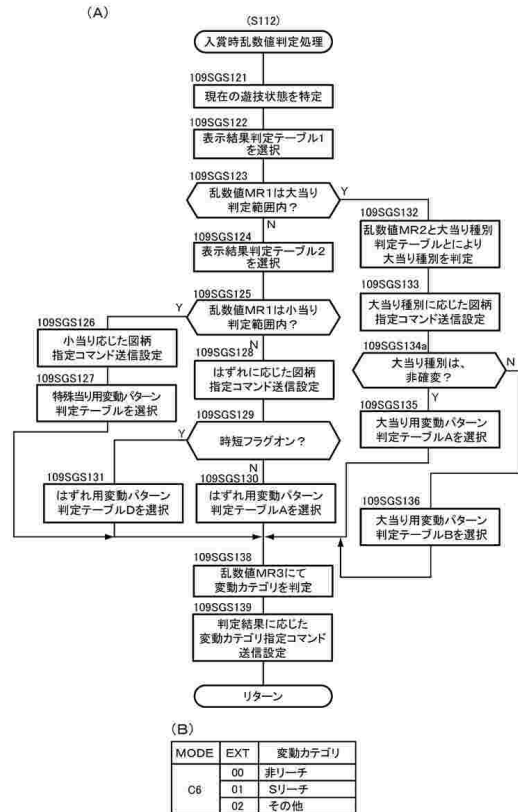 (A)
(S112)
入賞時乱数値判定処理
109SGS121
現在の遊技状態を特定
109SGS122
表示結果判定テーブル1
を選択
109SGS123
乱数値MR1は大当り
判定範囲内?
Y
N
109SGS132
乱数値MR2と大当り種別
判定テーブルとにより
大当り種別を判定
109SGS124
表示結果判定テーブル2
を選択
109SGS133
大当り種別に応じた図柄
指定コマンド送信設定
109SGS125
乱数値MR1は小当り
判定範囲内?
Y
N
109SGS126
小当り応じた図柄
指定コマンド送信設定
109SGS134a
大当り種別は、
非確変?
N
Y
109SGS128
はずれに応じた図柄
指定コマンド送信設定
109SGS127
特殊当り用変動パターン
判定テーブルを選択
109SGS135
大当り用変動パターン
判定テーブルAを選択
109SGS129
時短フラグオン?
Y
N
109SGS131
はずれ用変動パターン
判定テーブルDを選択
109SGS130
はずれ用変動パターン
判定テーブルAを選択
109SGS136
大当り用変動パターン
判定テーブルBを選択
109SGS138
乱数値MR3にて
変動カテゴリを判定
109SGS139
判定結果に応じた
変動カテゴリ指定コマンド
送信設定
リターン
(B)
MODE EXT 変動カテゴリ
C6 00 非リーチ
01 Sリーチ
02 その他